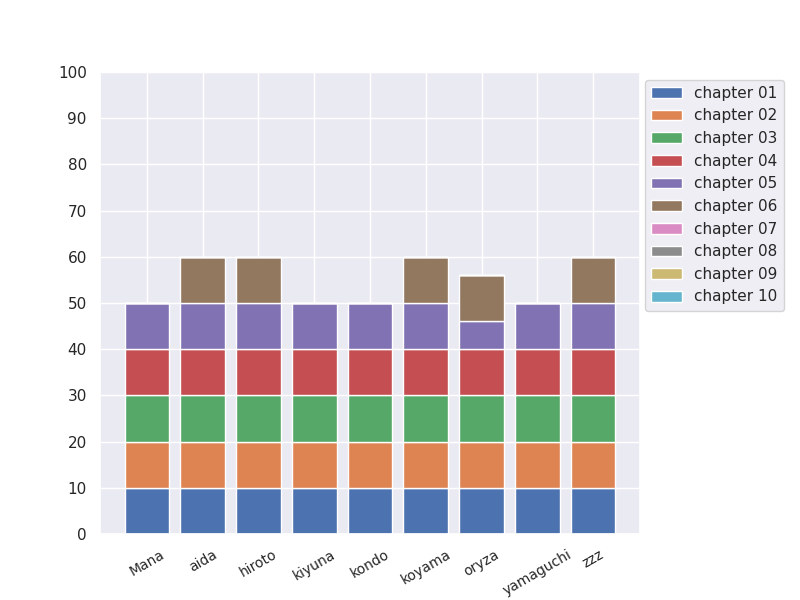 100
90
80
70
60
50
40
30
20
10
0
Mana
aida
hiroto
kiyuna
kondo
koyama
oryza
yamaguchi
zzz
chapter 01
chapter 02
chapter 03
chapter 04
chapter 05
chapter 06
chapter 07
chapter 08
chapter 09
chapter 10